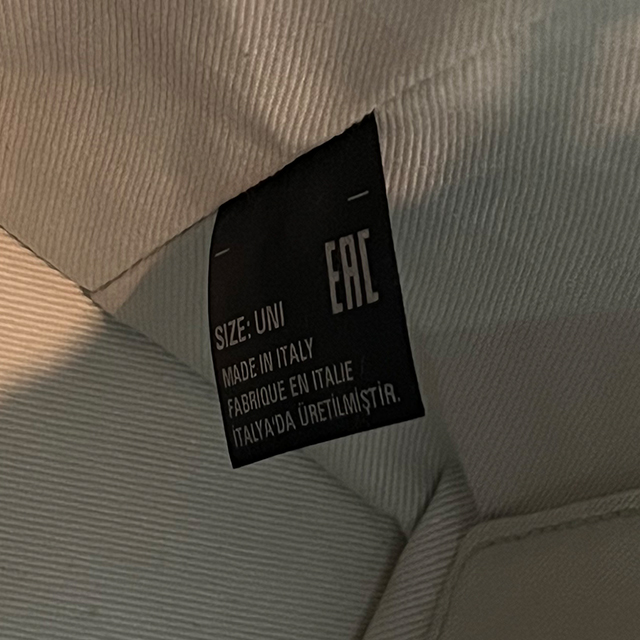 EAC
SIZE: UNI
MADE IN ITALY
FABRIQUE EN ITALIE
İTALYA'DA ÜRETİLMİŞTİR.